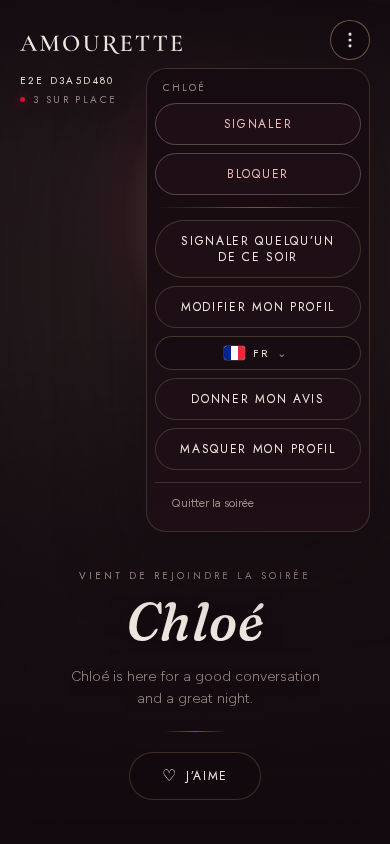 AMOURETTE
E2E D3A5D480
3 SUR PLACE
CHLOÉ
SIGNALER
BLOQUER
SIGNALER QUELQU'UN
DE CE SOIR
MODIFIER MON PROFIL
FR
DONNER MON AVIS
MASQUER MON PROFIL
Quitter la soirée
VIENT DE REJOINDRE LA SOIRÉE
Chloé
Chloé is here for a good conversation
and a great night.
♡ J'AIME